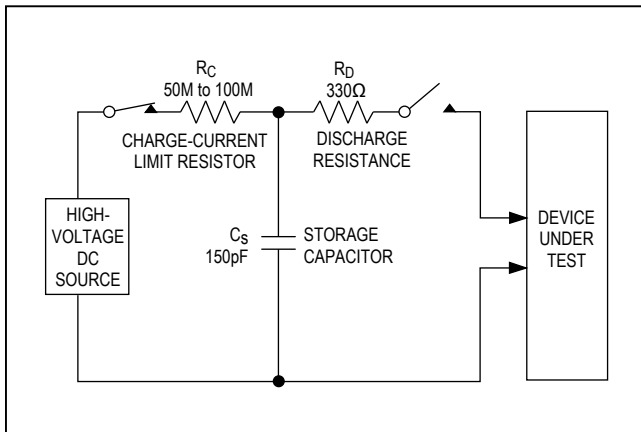 RC
50M to 100M
CHARGE-CURRENT
LIMIT RESISTOR
RD
330Ω
DISCHARGE
RESISTANCE
HIGH-
VOLTAGE
DC
SOURCE
CS
150pF
STORAGE
CAPACITOR
DEVICE
UNDER
TEST